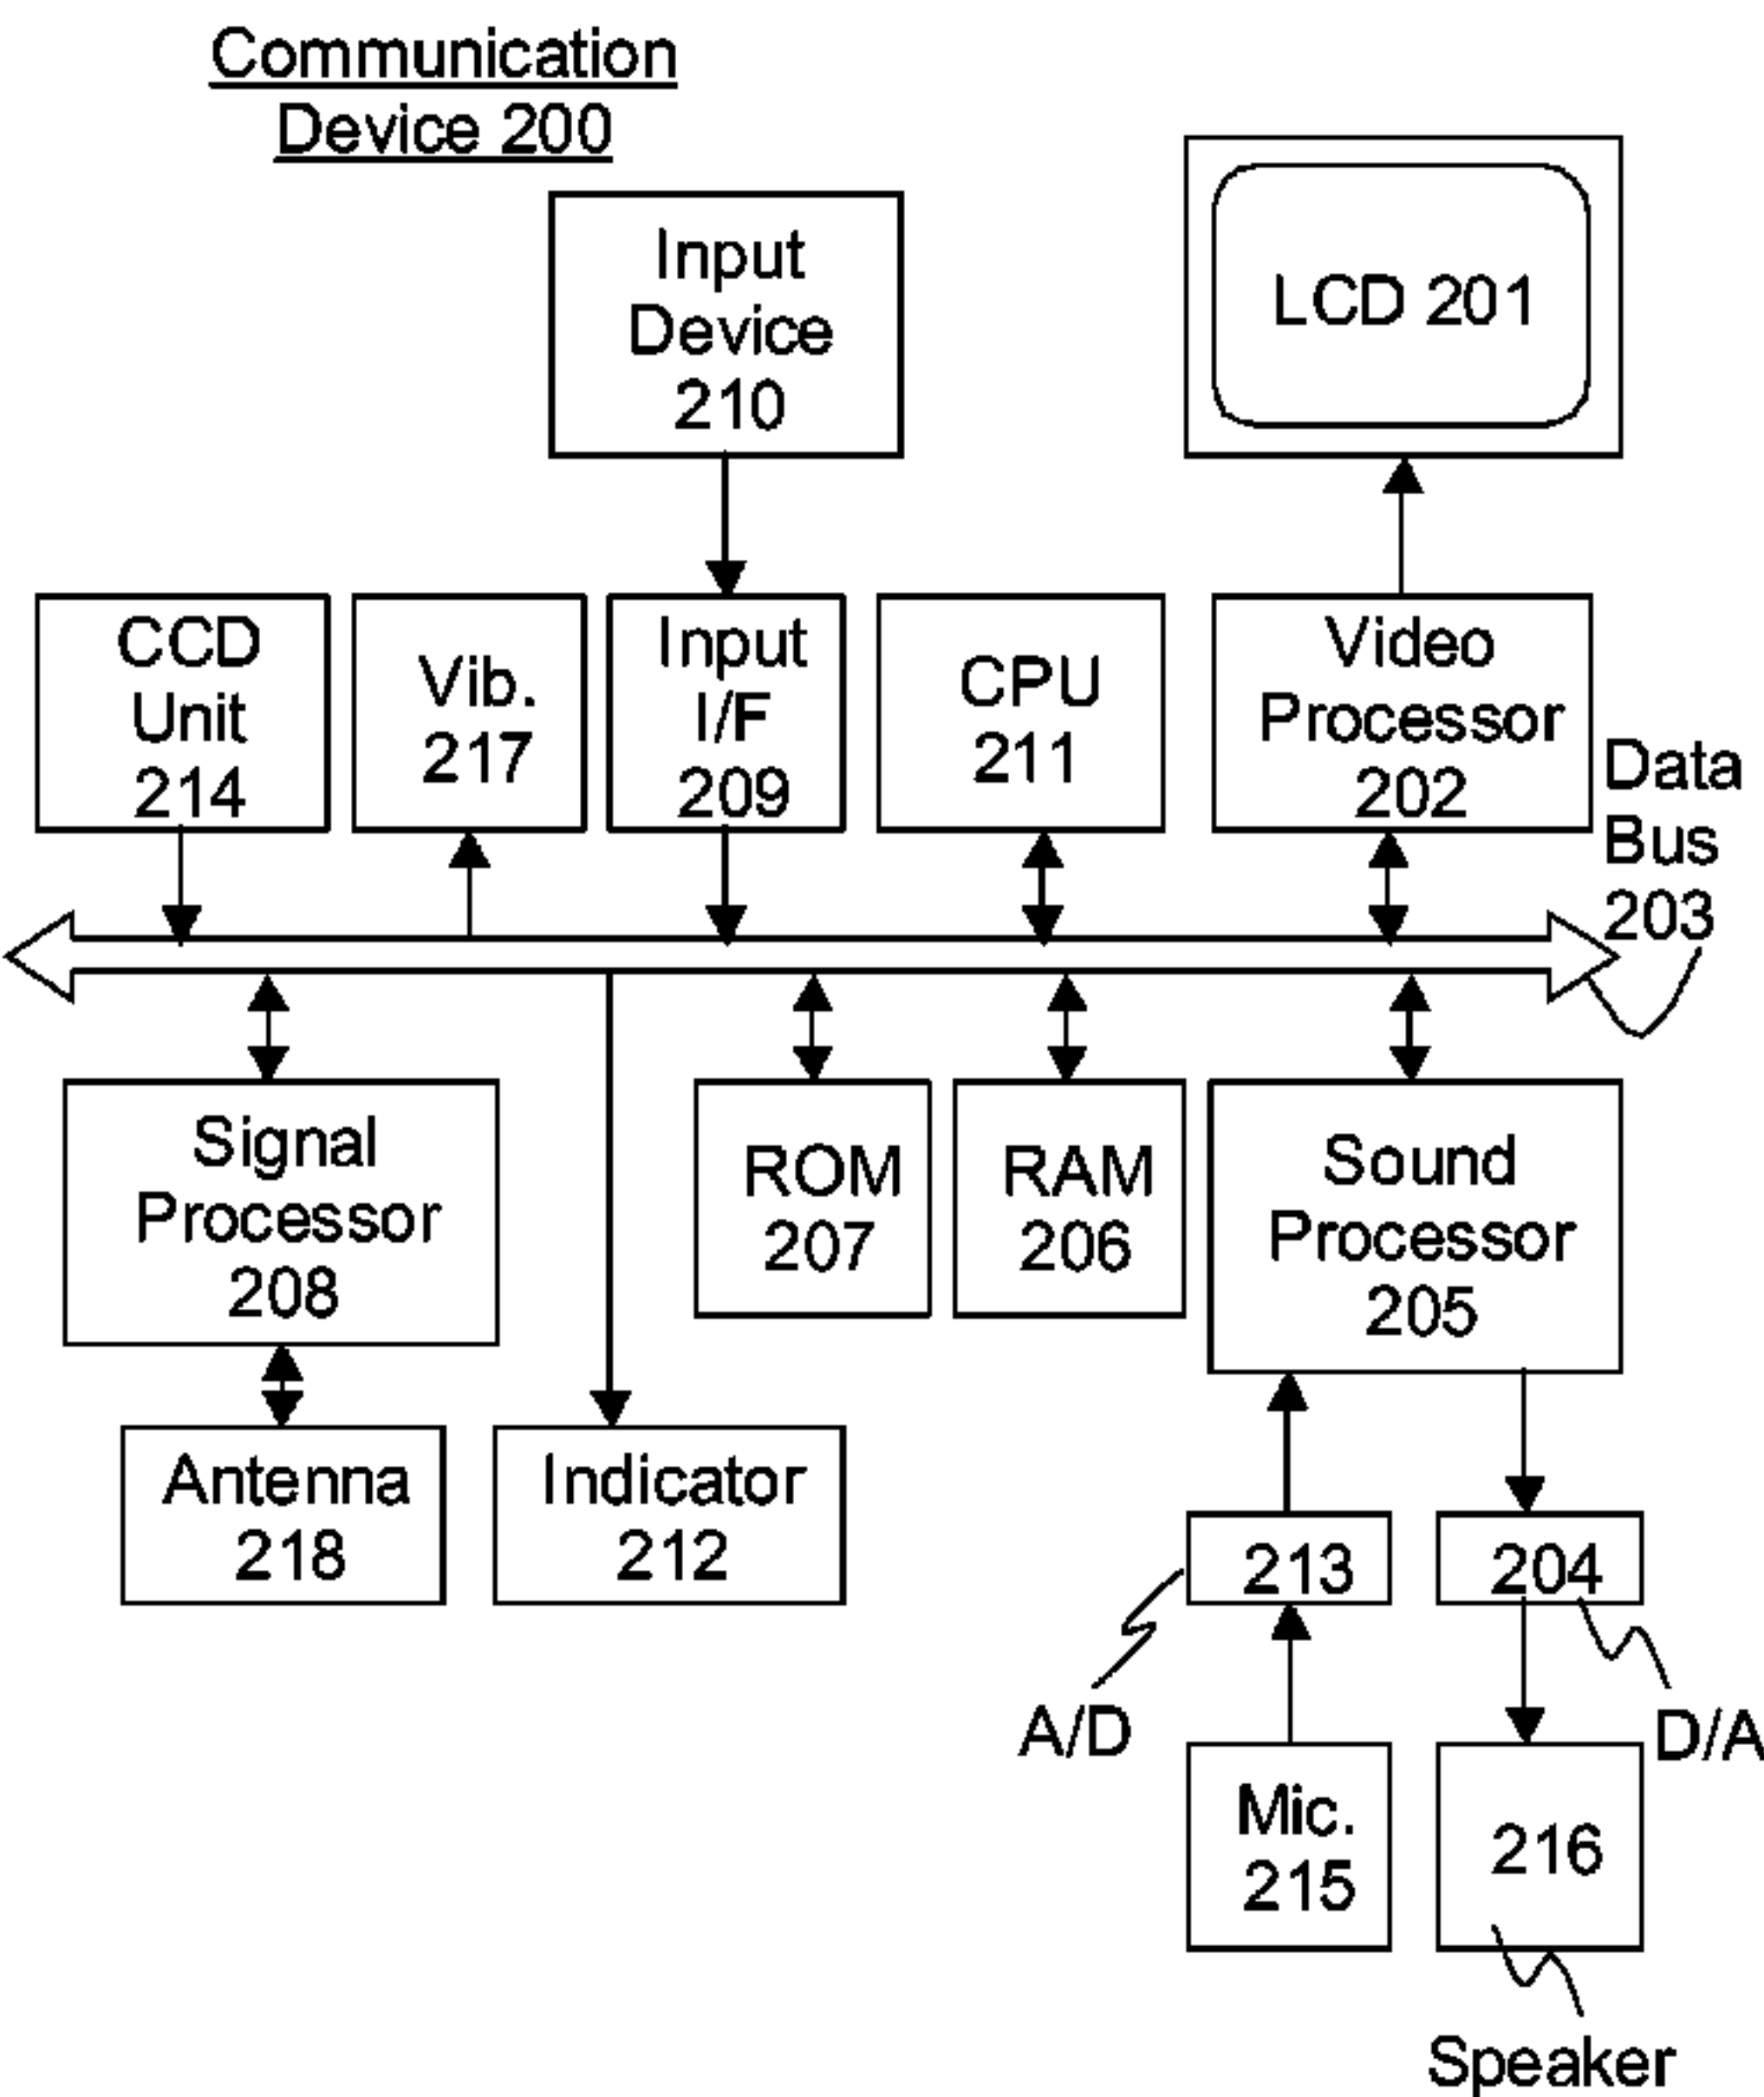 Communication
Device 200
Input
Device
210
LCD 201
CCD
Unit
214
Vib.
217
Input
I/F
209
CPU
211
Video
Processor
202
Data
Bus
203
Signal
Processor
208
ROM
207
RAM
206
Sound
Processor
205
Antenna
218
Indicator
212
213
204
A/D
D/A
Mic.
215
216
Speaker